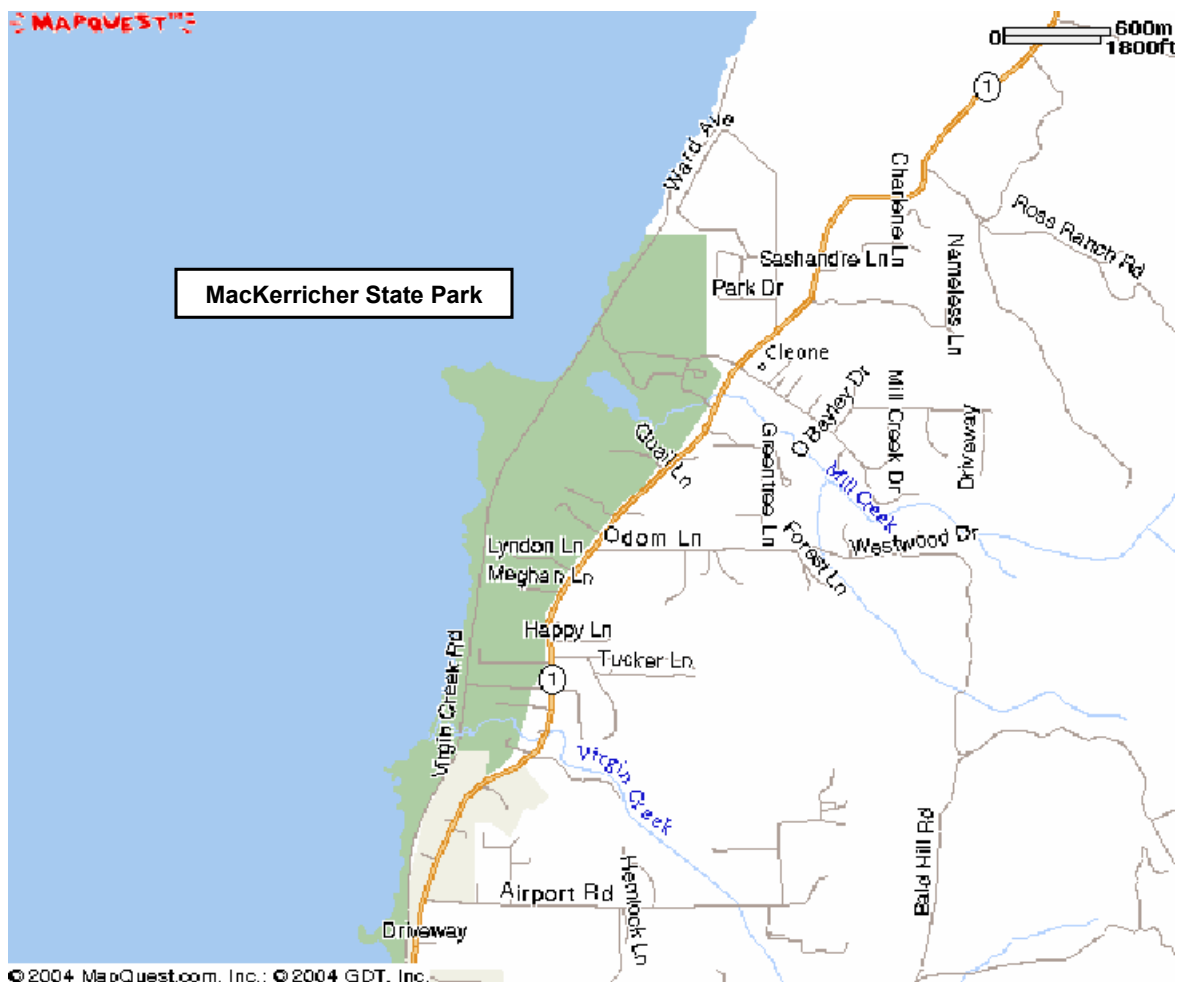 MAPQUEST™
0 600m
1800ft
1
Ward Ave
Charlene Ln
Ross Ranch Rd
Nameless Ln
Sashandre Ln
MacKerricher State Park
Park Dr
Cleone
O Bayley Dr
Mill Creek Dr
Driveway
Quail Ln
Greentree Ln
Mill Creek
Odom Ln
Westwood Dr
Lyndon Ln
Forest Ln
Meghan Ln
Happy Ln
Tucker Ln
Virgin Creek Rd
1
Virgin Creek
Bald Hill Rd
Airport Rd
Hemlock Ln
Driveway
© 2004 MapQuest.com, Inc.; © 2004 GDT, Inc.